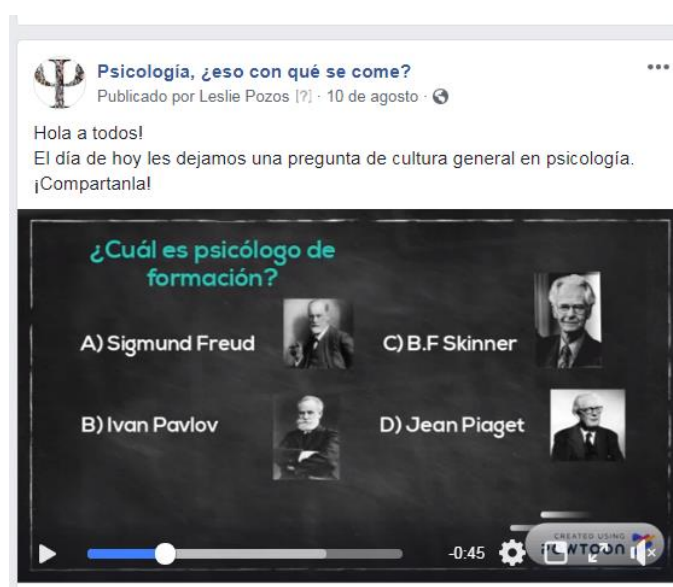 Psicología, ¿eso con qué se come?
Publicado por Leslie Pozos [?] · 10 de agosto ·
Hola a todos!
El día de hoy les dejamos una pregunta de cultura general en psicología.
¡Compartanla!
¿Cuál es psicólogo de
formación?
A) Sigmund Freud
C) B.F Skinner
B) Ivan Pavlov
D) Jean Piaget
CREATED USING
POWTOON
-0:45